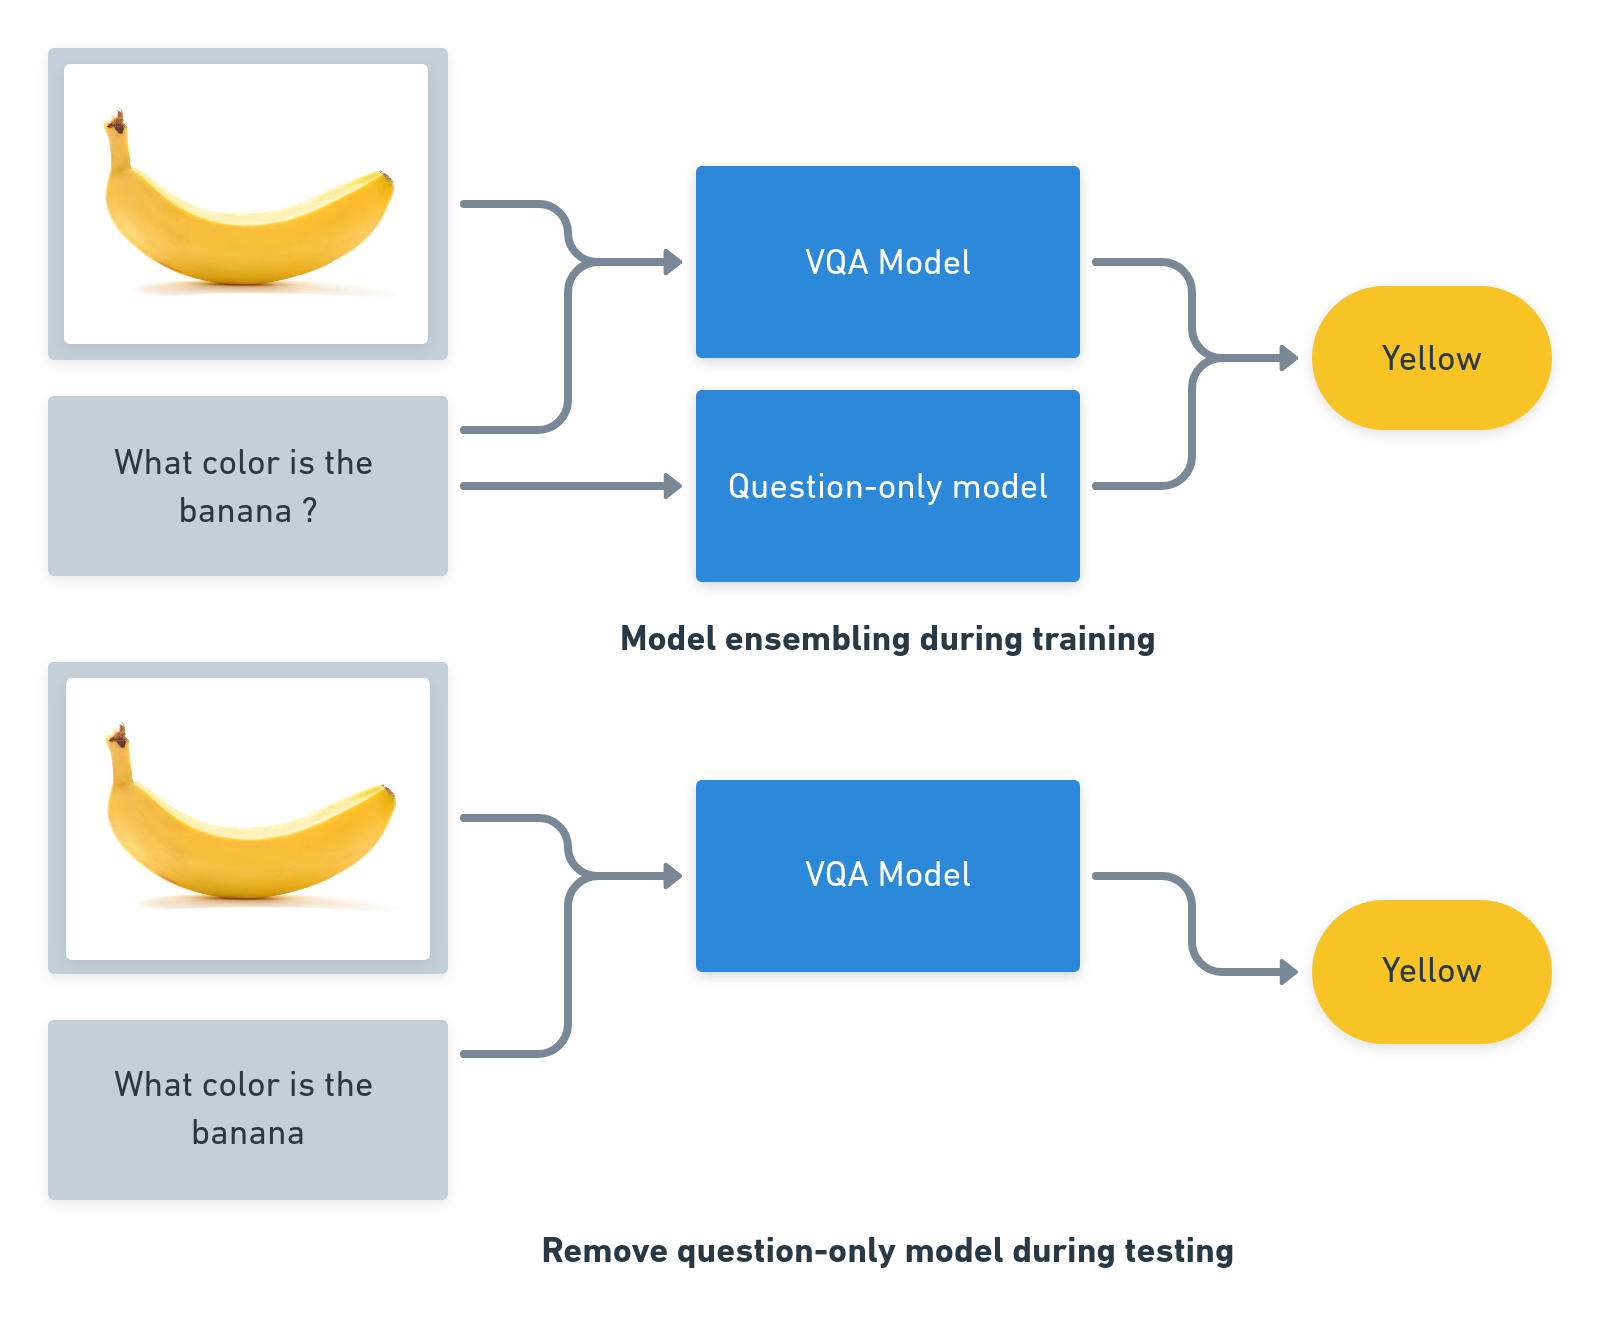 VQA Model
Yellow
What color is the
banana ?
Question-only model
Model ensembling during training
VQA Model
Yellow
What color is the
banana
Remove question-only model during testing